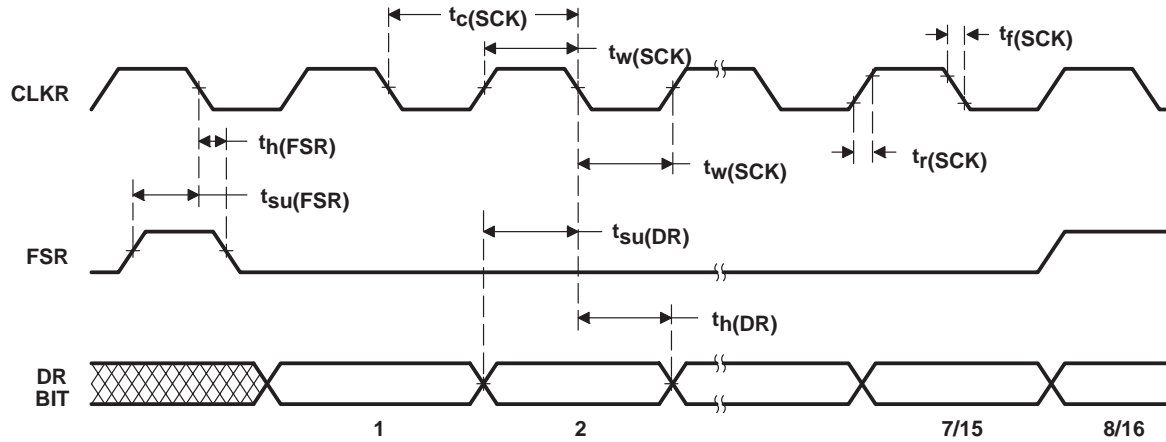 tc(SCK)
tw(SCK)
tf(SCK)
CLKR
th(FSR)
tr(SCK)
tw(SCK)
tsu(FSR)
tsu(DR)
FSR
th(DR)
DR
BIT
1 2 7/15 8/16